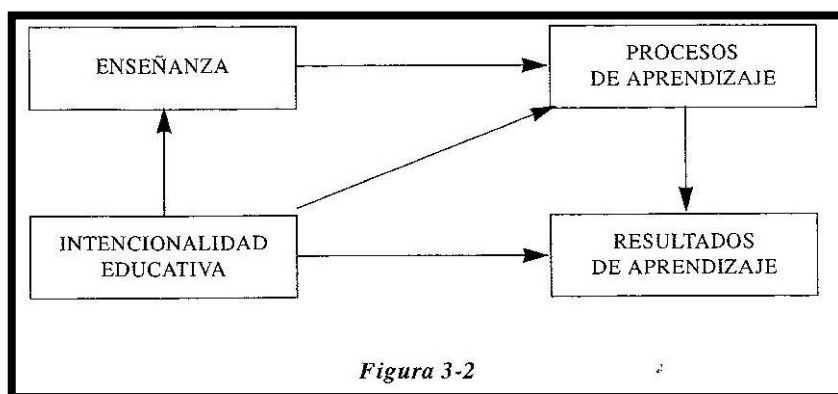 ENSEÑANZA
PROCESOS
DE APRENDIZAJE
INTENCIONALIDAD
EDUCATIVA
RESULTADOS
DE APRENDIZAJE
Figura 3-2